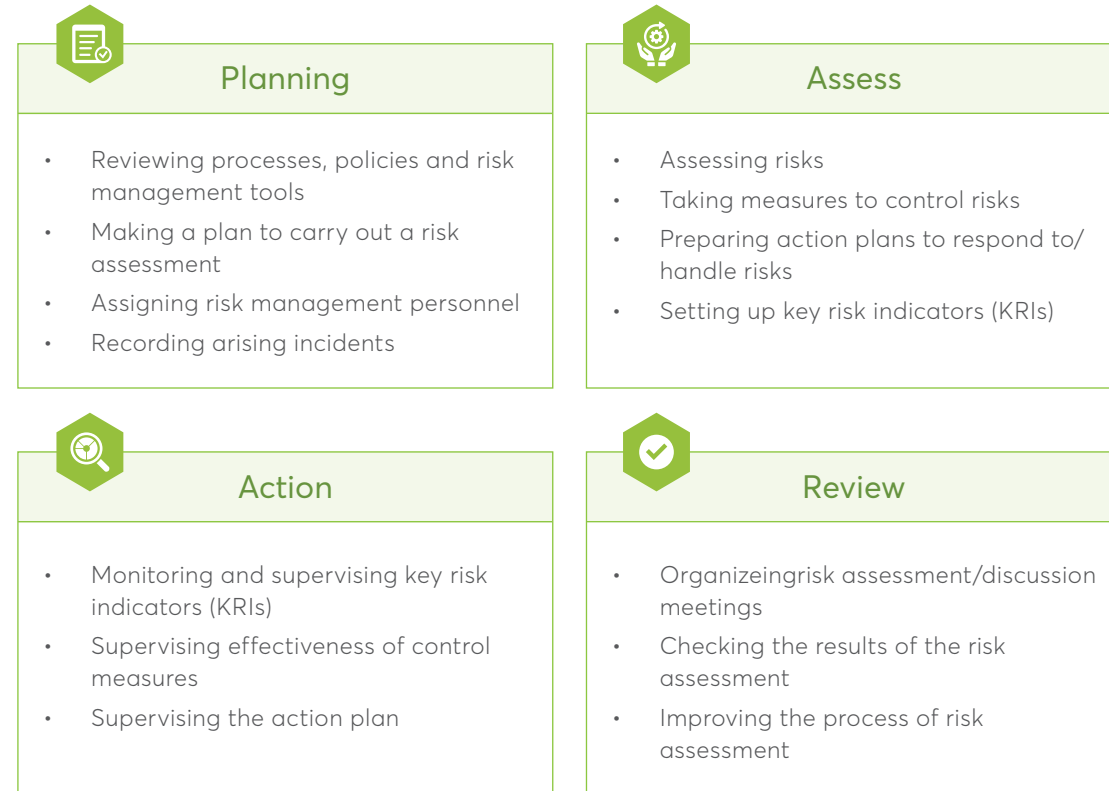 Planning
• Reviewing processes, policies and risk
management tools
• Making a plan to carry out a risk
assessment
• Assigning risk management personnel
• Recording arising incidents
Assess
• Assessing risks
• Taking measures to control risks
• Preparing action plans to respond to/
handle risks
• Setting up key risk indicators (KRIs)
Action
• Monitoring and supervising key risk
indicators (KRIs)
• Supervising effectiveness of control
measures
• Supervising the action plan
Review
• Organizeingrisk assessment/discussion
meetings
• Checking the results of the risk
assessment
• Improving the process of risk
assessment